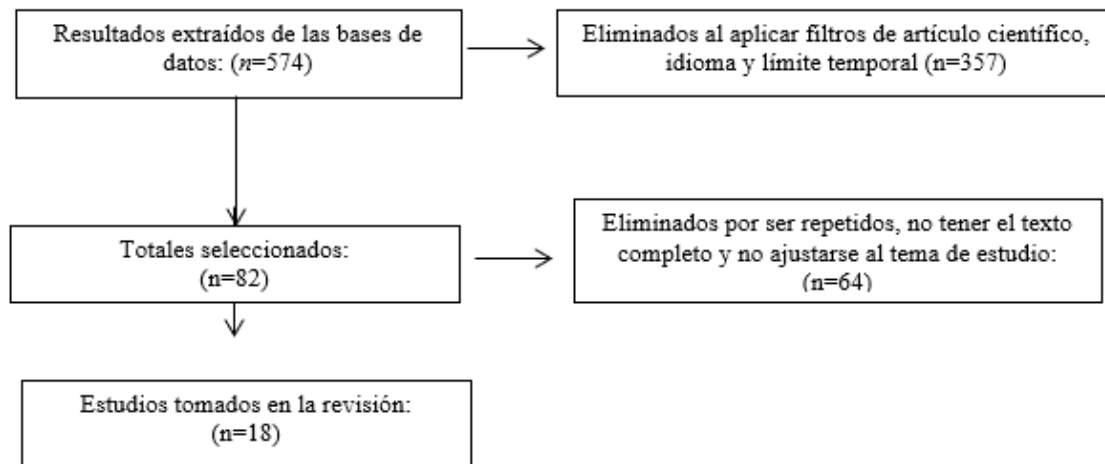 Resultados extraídos de las bases de
datos: (n=574)
Eliminados al aplicar filtros de artículo científico,
idioma y límite temporal (n=357)
Totales seleccionados:
(n=82)
Eliminados por ser repetidos, no tener el texto
completo y no ajustarse al tema de estudio:
(n=64)
Estudios tomados en la revisión:
(n=18)